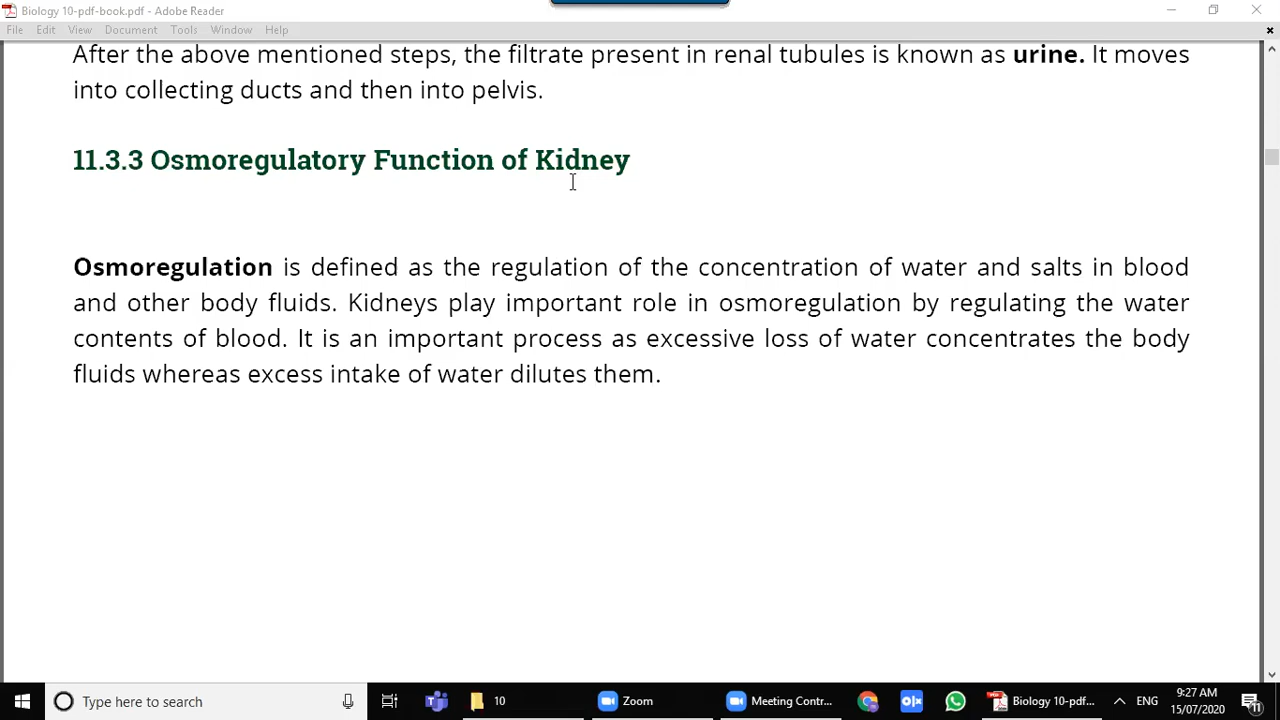 Biology 10-pdf-book.pdf - Adobe Reader
File Edit View Document Tools Window Help
After the above mentioned steps, the filtrate present in renal tubules is known as urine. It moves
into collecting ducts and then into pelvis.
11.3.3 Osmoregulatory Function of Kidney
Osmoregulation is defined as the regulation of the concentration of water and salts in blood
and other body fluids. Kidneys play important role in osmoregulation by regulating the water
contents of blood. It is an important process as excessive loss of water concentrates the body
fluids whereas excess intake of water dilutes them.
Type here to search 10 Zoom Meeting Contr... Biology 10-pdf... ENG 9:27 AM
15/07/2020 11